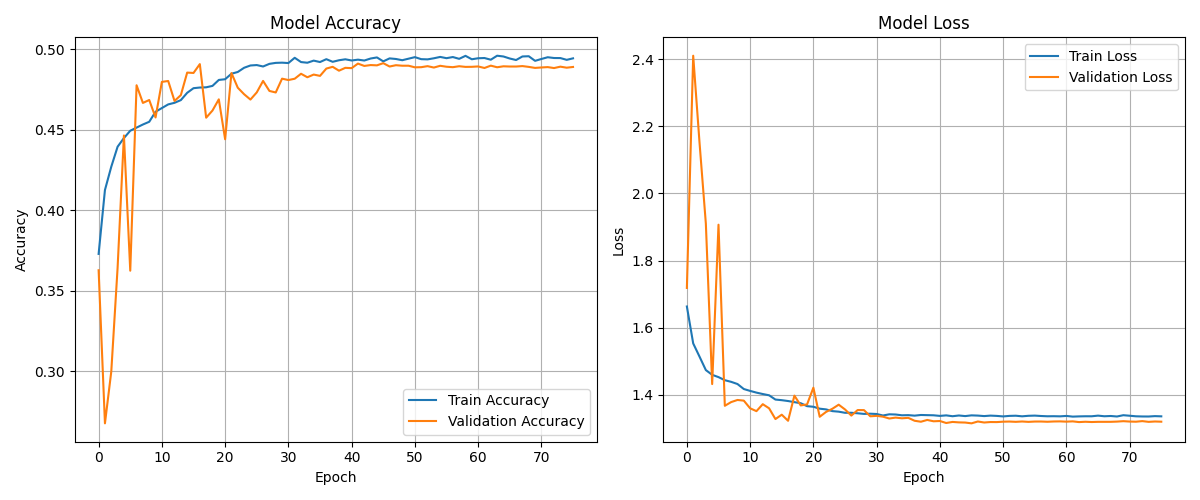 Model Accuracy
0.50
0.45
0.40
0.35
0.30
Accuracy
0 10 20 30 40 50 60 70
Epoch
Train Accuracy
Validation Accuracy
Model Loss
2.4
2.2
2.0
1.8
1.6
1.4
Loss
0 10 20 30 40 50 60 70
Epoch
Train Loss
Validation Loss